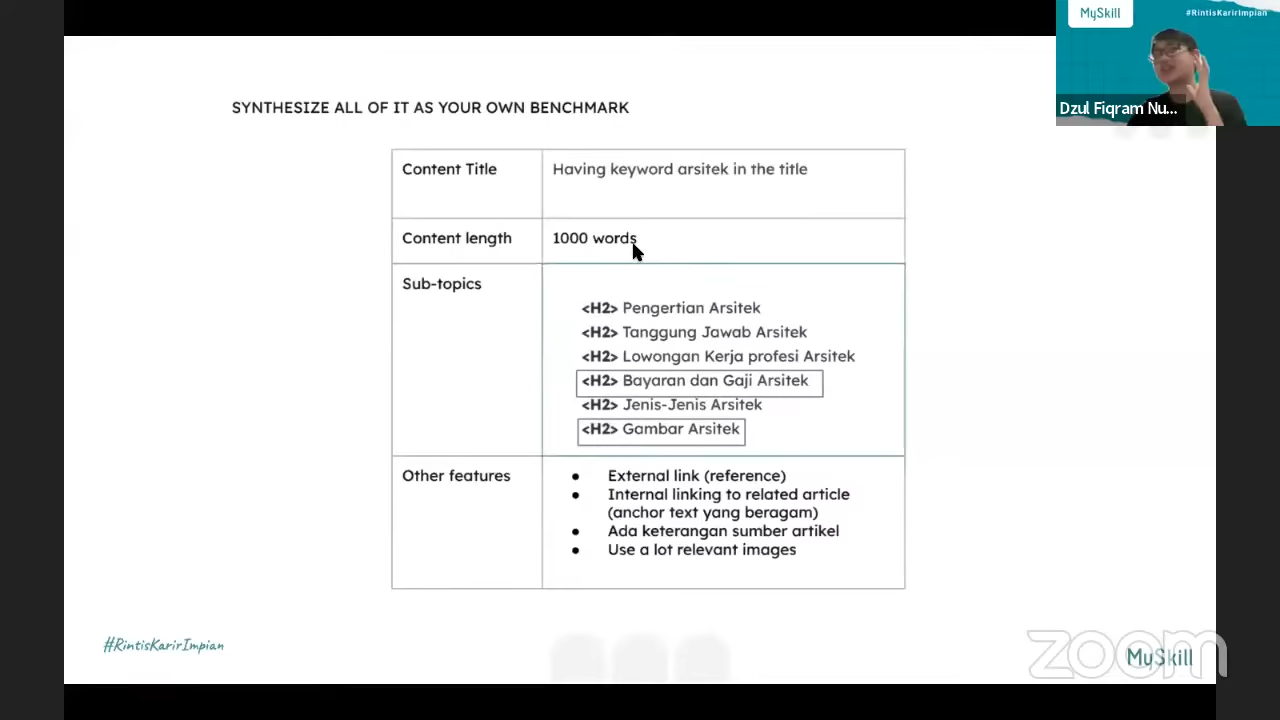 MySkill
#RintisKarirImpian
Dzul Fiqram Nu...
SYNTHESIZE ALL OF IT AS YOUR OWN BENCHMARK
Content Title
Having keyword arsitek in the title
Content length
1000 words
Sub-topics
<H2> Pengertian Arsitek
<H2> Tanggung Jawab Arsitek
<H2> Lowongan Kerja profesi Arsitek
<H2> Bayaran dan Gaji Arsitek
<H2> Jenis-Jenis Arsitek
<H2> Gambar Arsitek
Other features
● External link (reference)
● Internal linking to related article
(anchor text yang beragam)
● Ada keterangan sumber artikel
● Use a lot relevant images
#RintisKarirImpian
zoom
MySkill